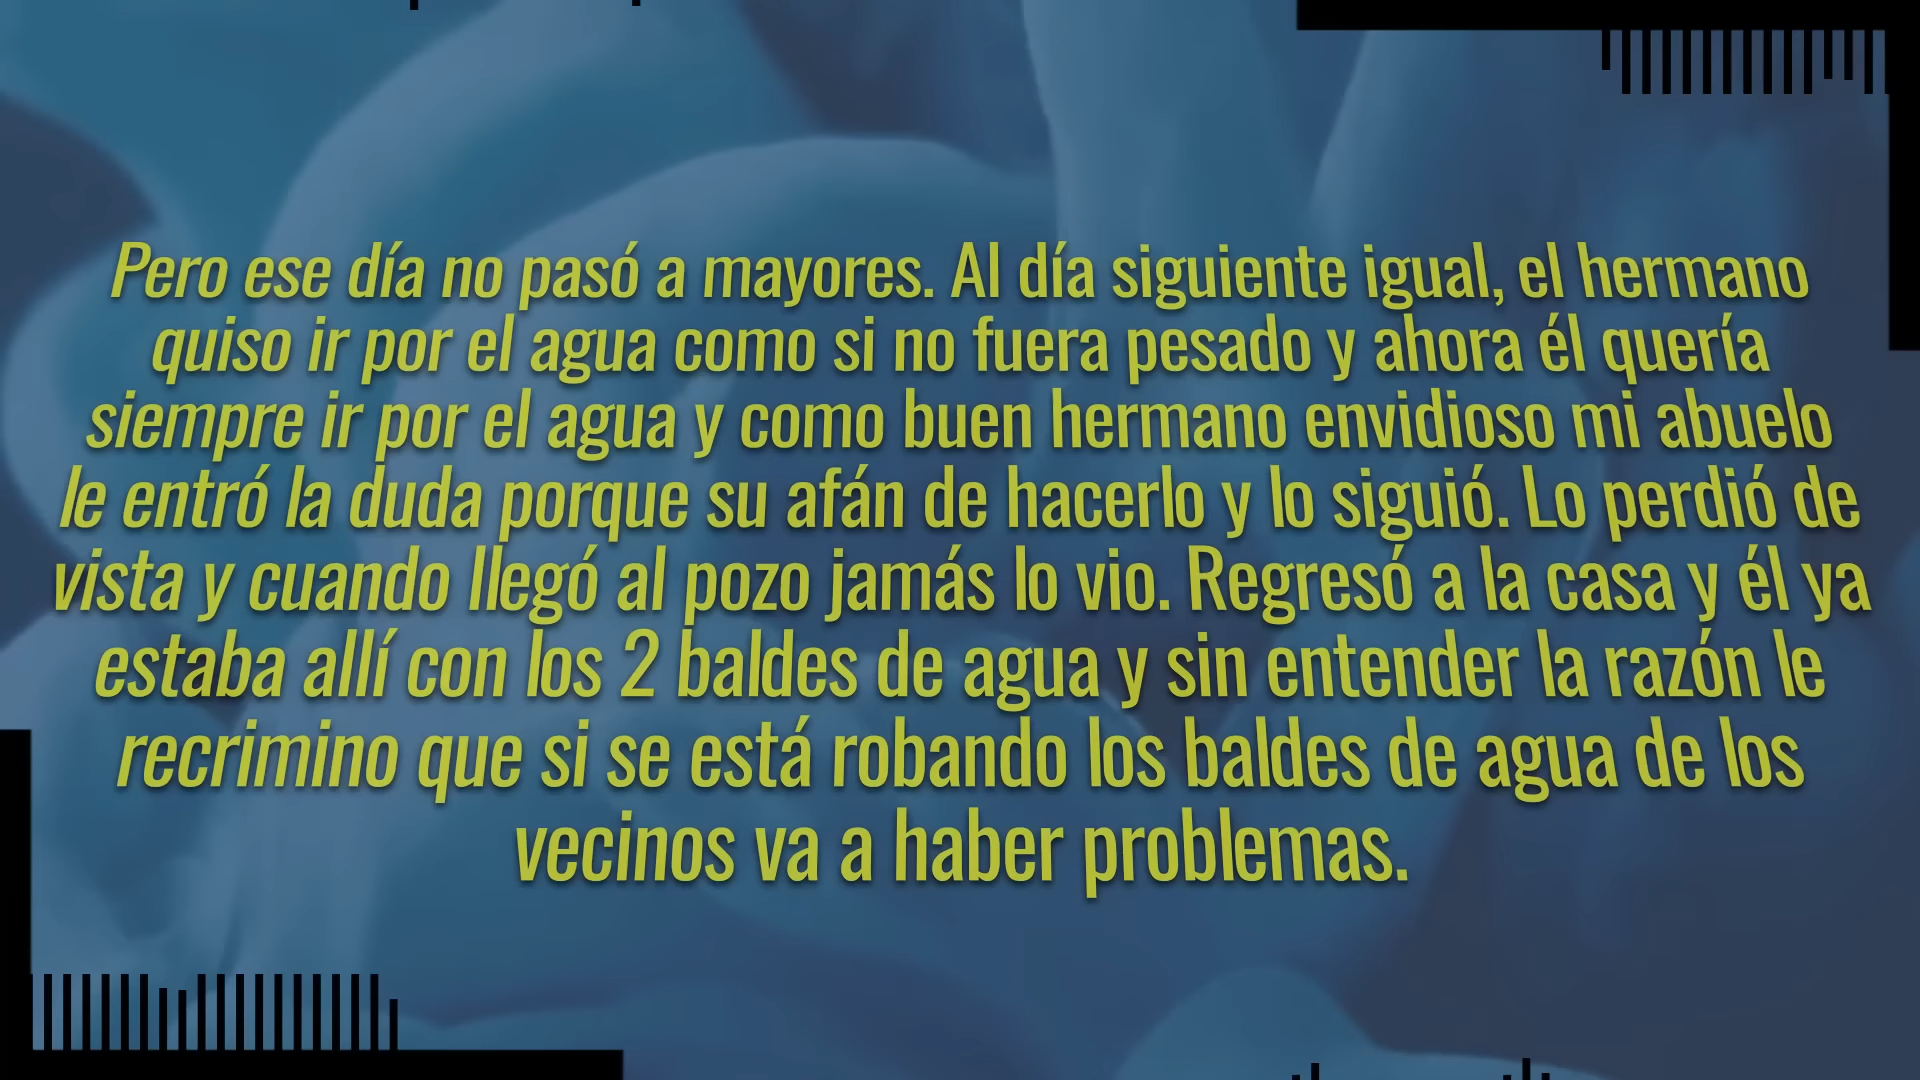 Pero ese día no pasó a mayores. Al día siguiente igual, el hermano
quiso ir por el agua como si no fuera pesado y ahora él quería
siempre ir por el agua y como buen hermano envidioso mi abuelo
le entró la duda porque su afán de hacerlo y lo siguió. Lo perdió de
vista y cuando llegó al pozo jamás lo vio. Regresó a la casa y él ya
estaba allí con los 2 baldes de agua y sin entender la razón le
recrimino que si se está robando los baldes de agua de los
vecinos va a haber problemas.